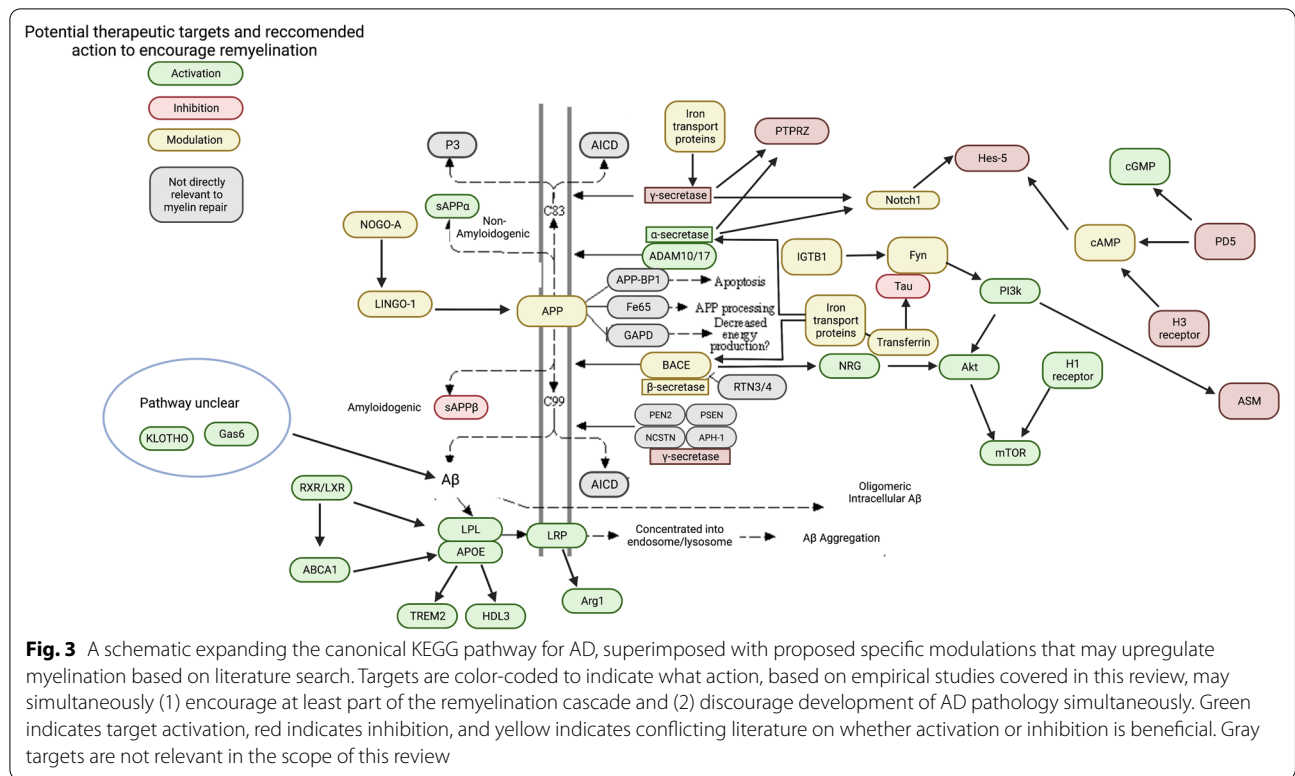 Potential therapeutic targets and reccomended
action to encourage remyelination
Activation
Inhibition
Modulation
Not directly
relevant to
myelin repair
P3
AICD
Iron
transport
proteins
PTPRZ
Hes-5
cGMP
γ-secretase
Notch1
sAPPα
C83
Non-
Amyloidogenic
NOGO-A
α-secretase
ADAM10/17
IGTB1
Fyn
cAMP
PD5
Tau
PI3k
APP-BP1
Apoptosis
LINGO-1
APP
Fe65
APP processing
GAPD
Decreased
energy
production?
Iron
transport
proteins
Transferrin
H3
receptor
BACE
β-secretase
RTN3/4
NRG
Akt
H1
receptor
ASM
Pathway unclear
KLOTHO
Gas6
Amyloidogenic
sAPPβ
C99
PEN2
PSEN
NCSTN
APH-1
γ-secretase
mTOR
Aβ
AICD
Oligomeric
Intracellular Aβ
RXR/LXR
LPL
APOE
LRP
Concentrated into
endosome/lysosome
Aβ Aggregation
ABCA1
TREM2
HDL3
Arg1
Fig. 3 A schematic expanding the canonical KEGG pathway for AD, superimposed with proposed specific modulations that may upregulate
myelination based on literature search. Targets are color-coded to indicate what action, based on empirical studies covered in this review, may
simultaneously (1) encourage at least part of the remyelination cascade and (2) discourage development of AD pathology simultaneously. Green
indicates target activation, red indicates inhibition, and yellow indicates conflicting literature on whether activation or inhibition is beneficial. Gray
targets are not relevant in the scope of this review